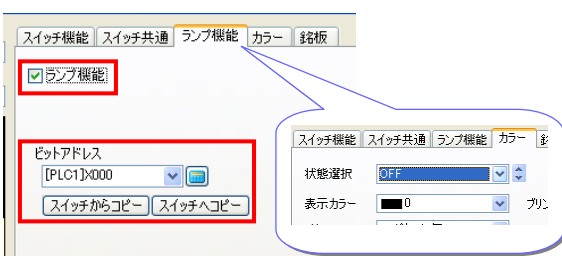 スイッチ機能 スイッチ共通 ランプ機能 カラー 銘板
ランプ機能
ビットアドレス
[PLC1]X000
スイッチからコピー スイッチへコピー
スイッチ機能 スイッチ共通 ランプ機能 カラー
状態選択 OFF
表示カラー 0 ブリン